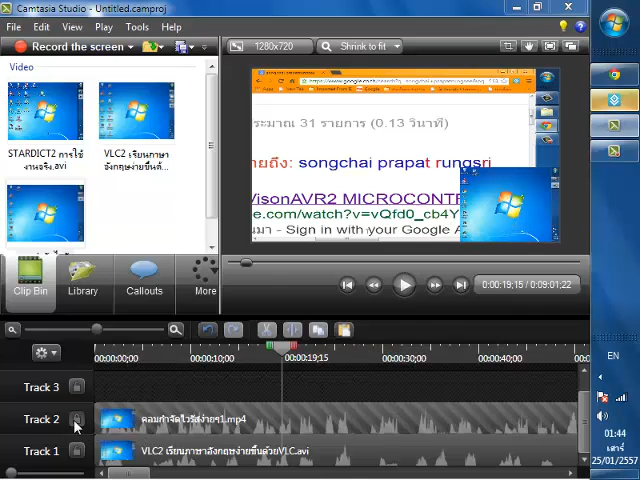 Camtasia Studio - Untitled.camproj
File Edit View Play Tools Help
Record the screen
1280x720
Shrink to fit
Video
STARDICT2 การใช้
งานจริง.avi
VLC2 เรียนภาษา
อังกฤษง่ายขึ้นด้...
ระมาณ 31 รายการ (0.13 วินาที)
ายถึง: songchai prapat rungsri
VisonAVR2 MICROCONTR
e.com/watch?v=vQfd0_cb4Y
นมา - Sign in with your Google A
Clip Bin
Library
Callouts
More
0:00:19;15 / 0:09:01;22
00:00:00;00
00:00:10;00
00:00:19;15
00:00:30;00
00:00:40;00
Track 3
Track 2
คอมกำจัดไวรัสง่ายๆ1.mp4
Track 1
VLC2 เรียนภาษาอังกฤษง่ายขึ้นด้วยVLC.avi
EN
01:44
เสาร์
25/01/2557